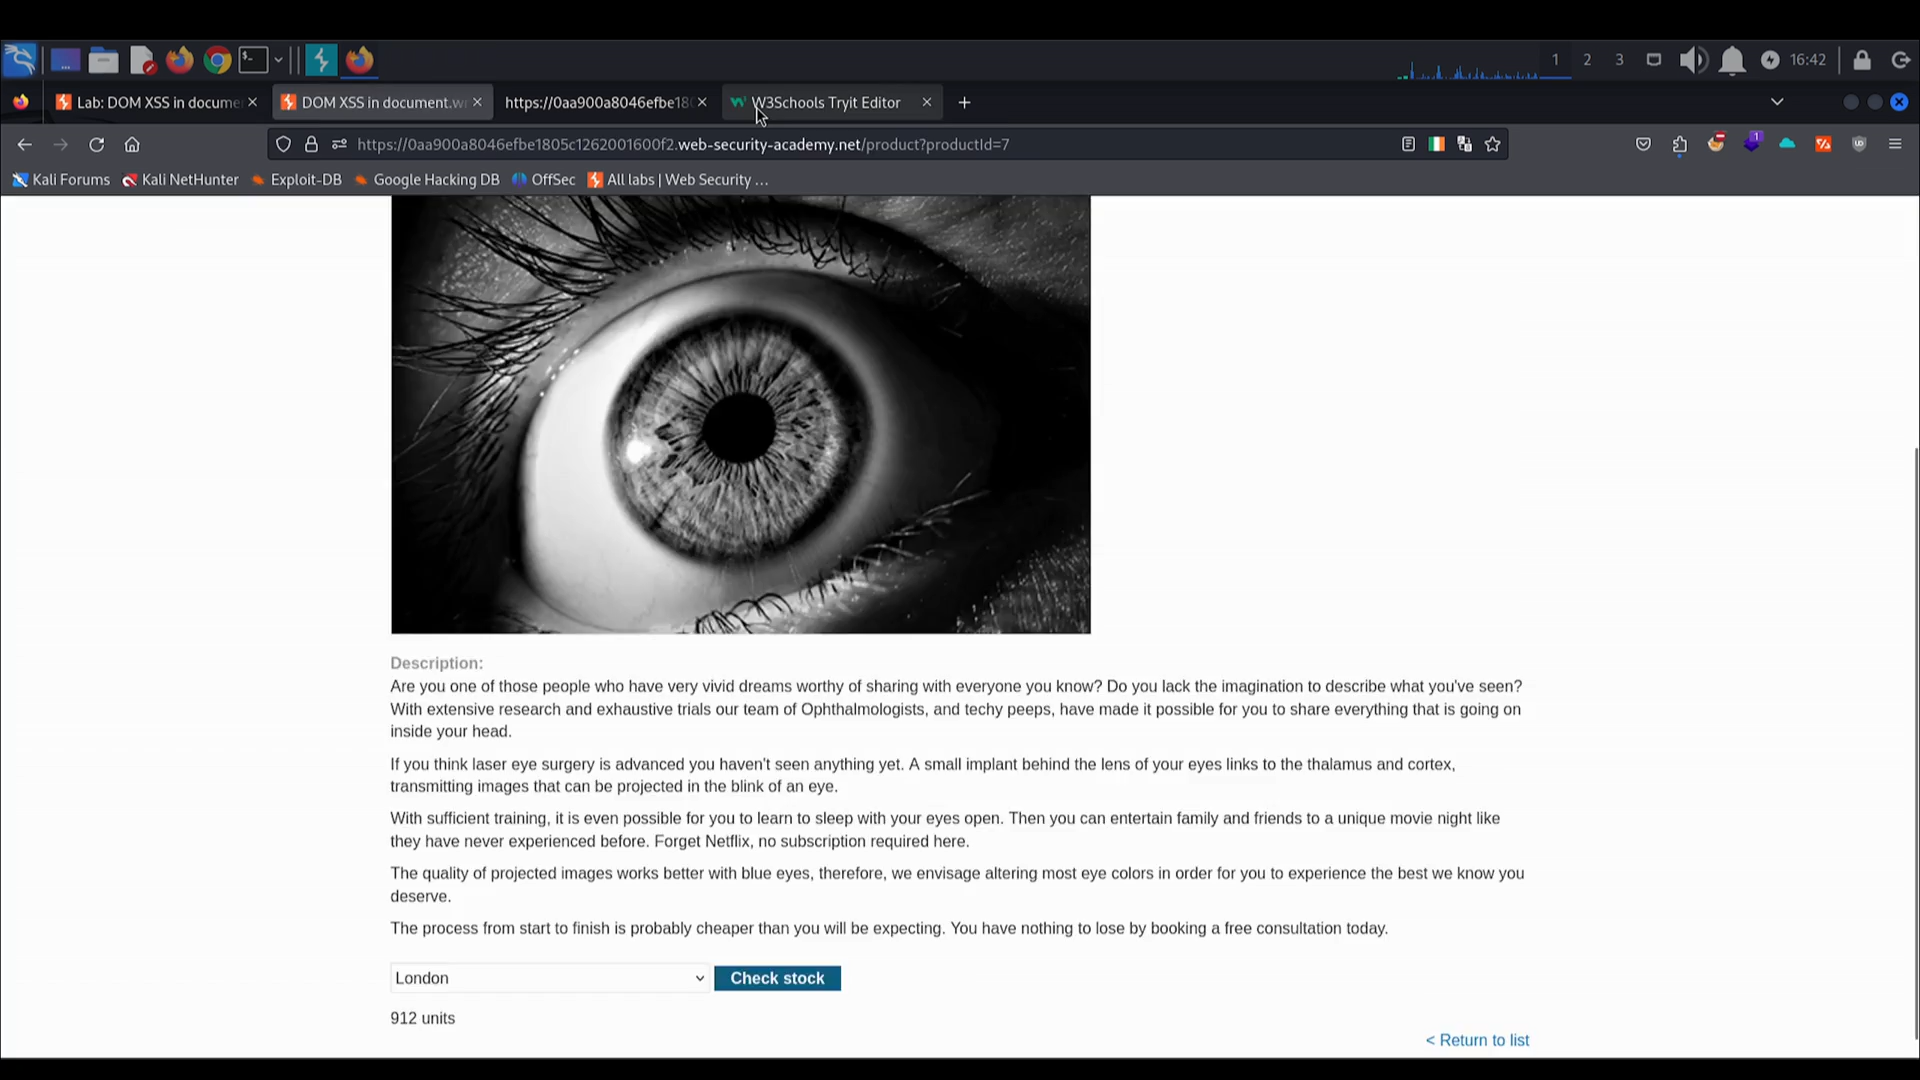 1 2 3 16:42
Lab: DOM XSS in docume
DOM XSS in document.w
https://0aa900a8046efbe180
W3Schools Tryit Editor
https://0aa900a8046efbe1805c1262001600f2.web-security-academy.net/product?productId=7
1
Kali Forums Kali NetHunter Exploit-DB Google Hacking DB OffSec All labs | Web Security ...
Description:
Are you one of those people who have very vivid dreams worthy of sharing with everyone you know? Do you lack the imagination to describe what you've seen?
With extensive research and exhaustive trials our team of Ophthalmologists, and techy peeps, have made it possible for you to share everything that is going on
inside your head.
If you think laser eye surgery is advanced you haven't seen anything yet. A small implant behind the lens of your eyes links to the thalamus and cortex,
transmitting images that can be projected in the blink of an eye.
With sufficient training, it is even possible for you to learn to sleep with your eyes open. Then you can entertain family and friends to a unique movie night like
they have never experienced before. Forget Netflix, no subscription required here.
The quality of projected images works better with blue eyes, therefore, we envisage altering most eye colors in order for you to experience the best we know you
deserve.
The process from start to finish is probably cheaper than you will be expecting. You have nothing to lose by booking a free consultation today.
London
Check stock
912 units
< Return to list